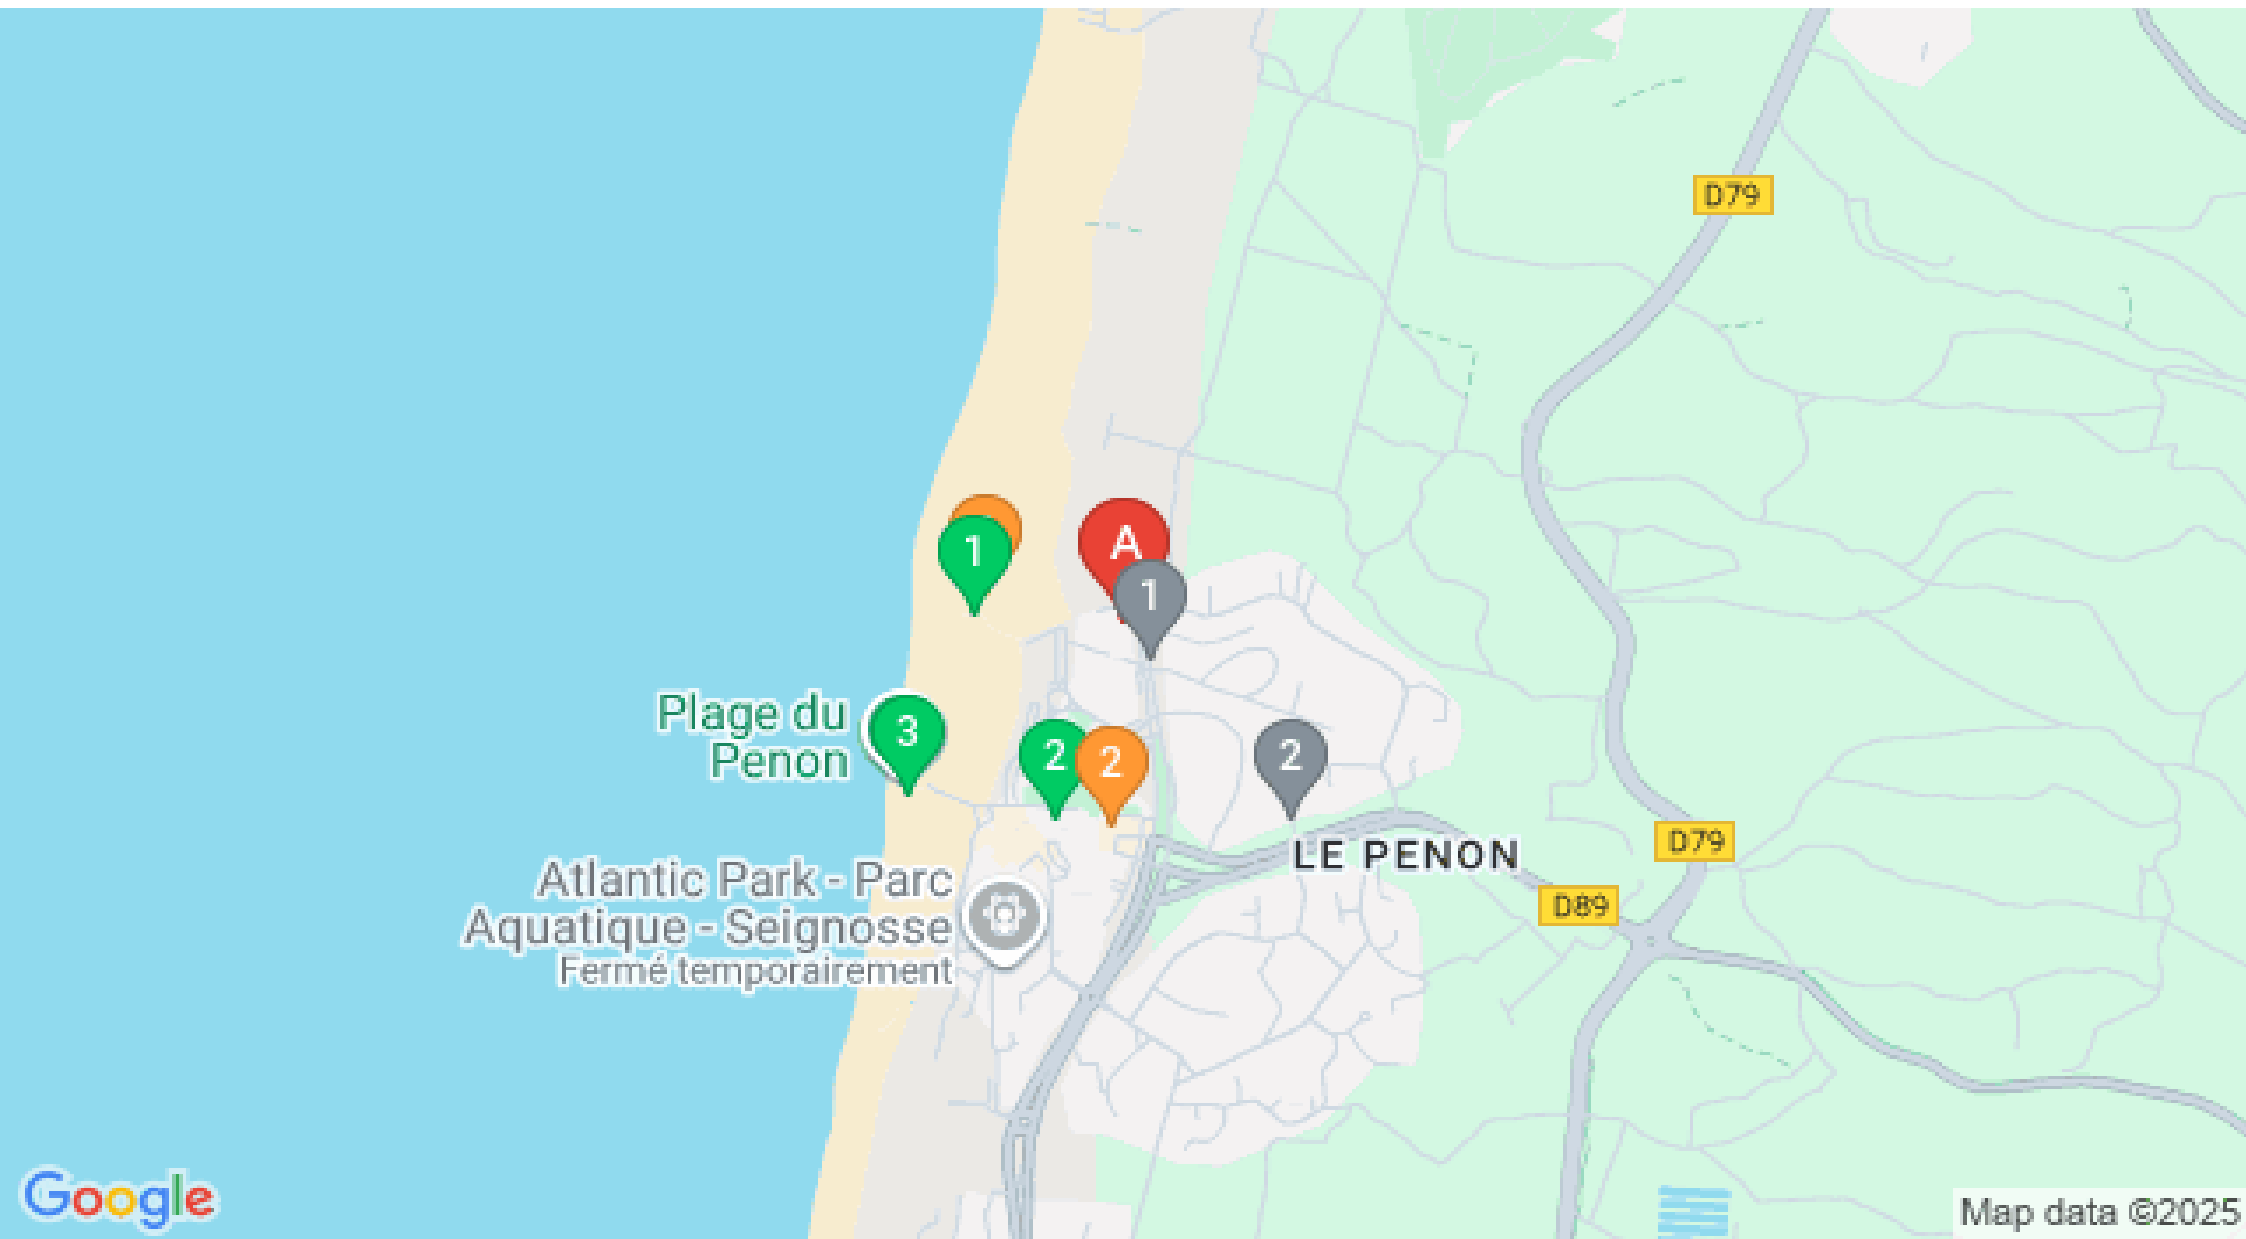 D79
1
A
1
Plage du
Penon
3
2
2
2
LE PENON
D79
Atlantic Park - Parc
Aquatique - Seignosse
Fermé temporairement
D89
Google
Map data ©2025